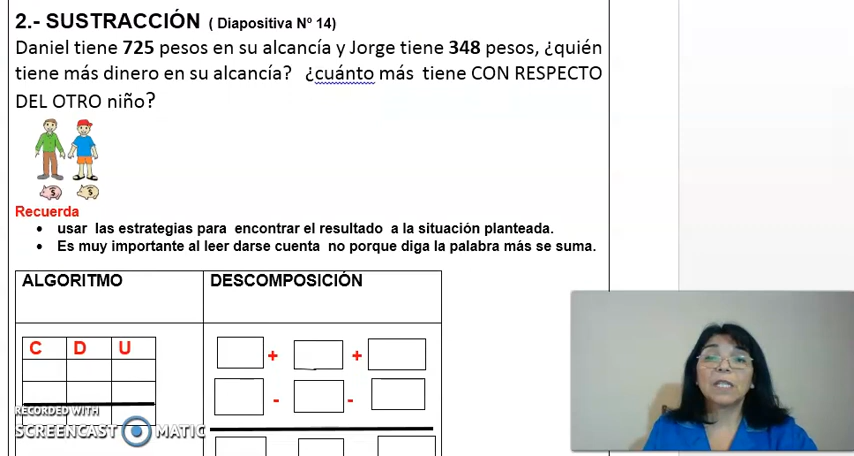 2.- SUSTRACCIÓN ( Diapositiva Nº 14)
Daniel tiene 725 pesos en su alcancía y Jorge tiene 348 pesos, ¿quién
tiene más dinero en su alcancía? ¿cuánto más tiene CON RESPECTO
DEL OTRO niño?
$ $
Recuerda
• usar las estrategias para encontrar el resultado a la situación planteada.
• Es muy importante al leer darse cuenta no porque diga la palabra más se suma.
ALGORITMO DESCOMPOSICIÓN
C D U
+ +
- -
RECORDED WITH
SCREENCAST MATIC